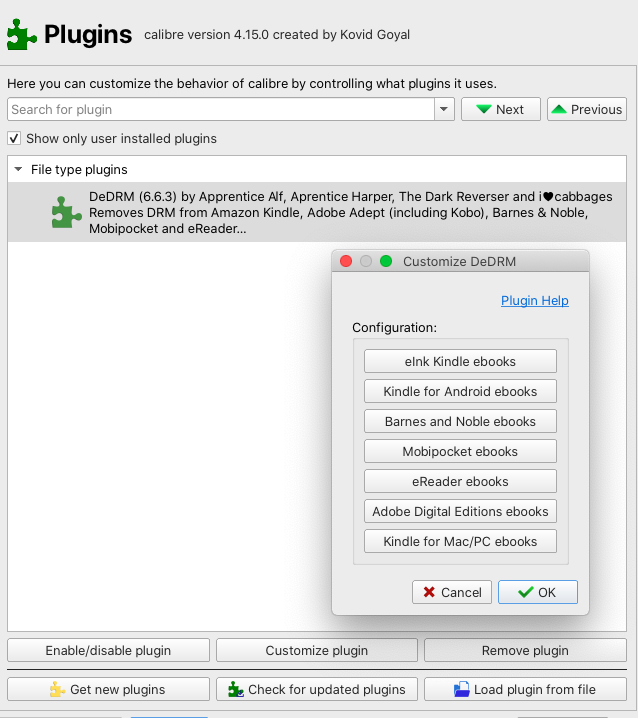 Plugins calibre version 4.15.0 created by Kovid Goyal
Here you can customize the behavior of calibre by controlling what plugins it uses.
Search for plugin Next Previous
Show only user installed plugins
File type plugins
DeDRM (6.6.3) by Apprentice Alf, Aprentice Harper, The Dark Reverser and i♥cabbages
Removes DRM from Amazon Kindle, Adobe Adept (including Kobo), Barnes & Noble,
Mobipocket and eReader...
Customize DeDRM
Plugin Help
Configuration:
eInk Kindle ebooks
Kindle for Android ebooks
Barnes and Noble ebooks
Mobipocket ebooks
eReader ebooks
Adobe Digital Editions ebooks
Kindle for Mac/PC ebooks
Cancel OK
Enable/disable plugin Customize plugin Remove plugin
Get new plugins Check for updated plugins Load plugin from file